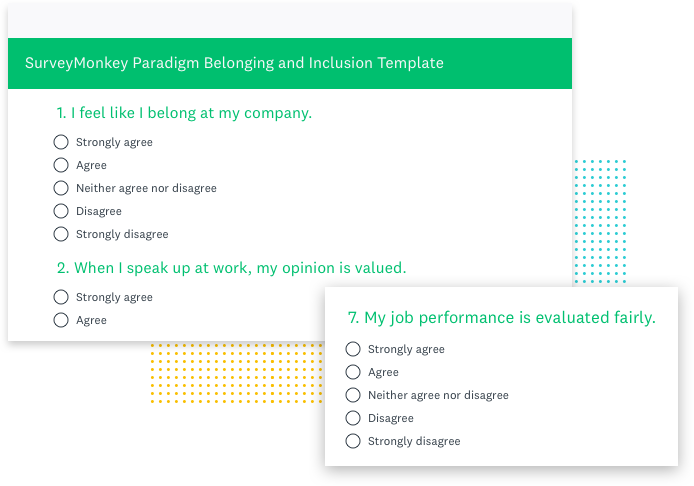 SurveyMonkey Paradigm Belonging and Inclusion Template
1. I feel like I belong at my company.
Strongly agree
Agree
Neither agree nor disagree
Disagree
Strongly disagree
2. When I speak up at work, my opinion is valued.
Strongly agree
Agree
7. My job performance is evaluated fairly.
Strongly agree
Agree
Neither agree nor disagree
Disagree
Strongly disagree